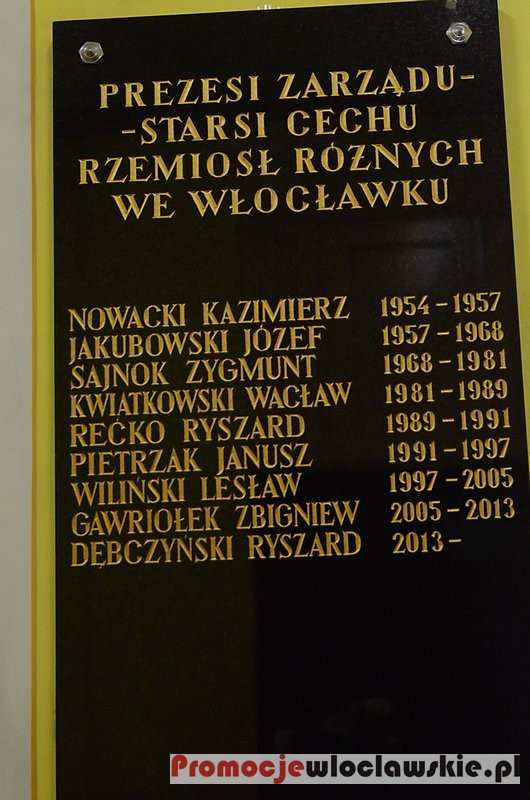 PREZESI ZARZĄDU-
-STARSI CECHU
RZEMIOSŁ RÓŻNYCH
WE WŁOCŁAWKU
NOWACKI KAZIMIERZ 1954-1957
JAKUBOWSKI JÓZEF 1957-1968
SAJNOK ZYGMUNT 1968-1981
KWIATKOWSKI WACŁAW 1981-1989
REĆKO RYSZARD 1989-1991
PIETRZAK JANUSZ 1991-1997
WILIŃSKI LESŁAW 1997-2005
GAWRIOŁEK ZBIGNIEW 2005-2013
DĘBCZYŃSKI RYSZARD 2013-
Promocjewloclawskie.pl